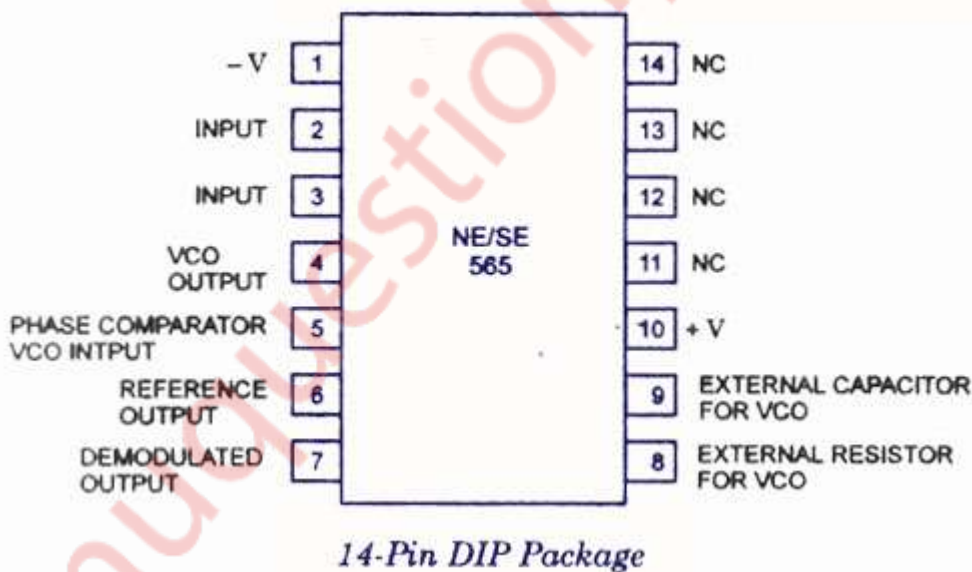 – V 1
INPUT 2
INPUT 3
VCO
OUTPUT 4
PHASE COMPARATOR
VCO INTPUT 5
REFERENCE
OUTPUT 6
DEMODULATED
OUTPUT 7
NE/SE
565
14 NC
13 NC
12 NC
11 NC
10 + V
9 EXTERNAL CAPACITOR
FOR VCO
8 EXTERNAL RESISTOR
FOR VCO
14-Pin DIP Package